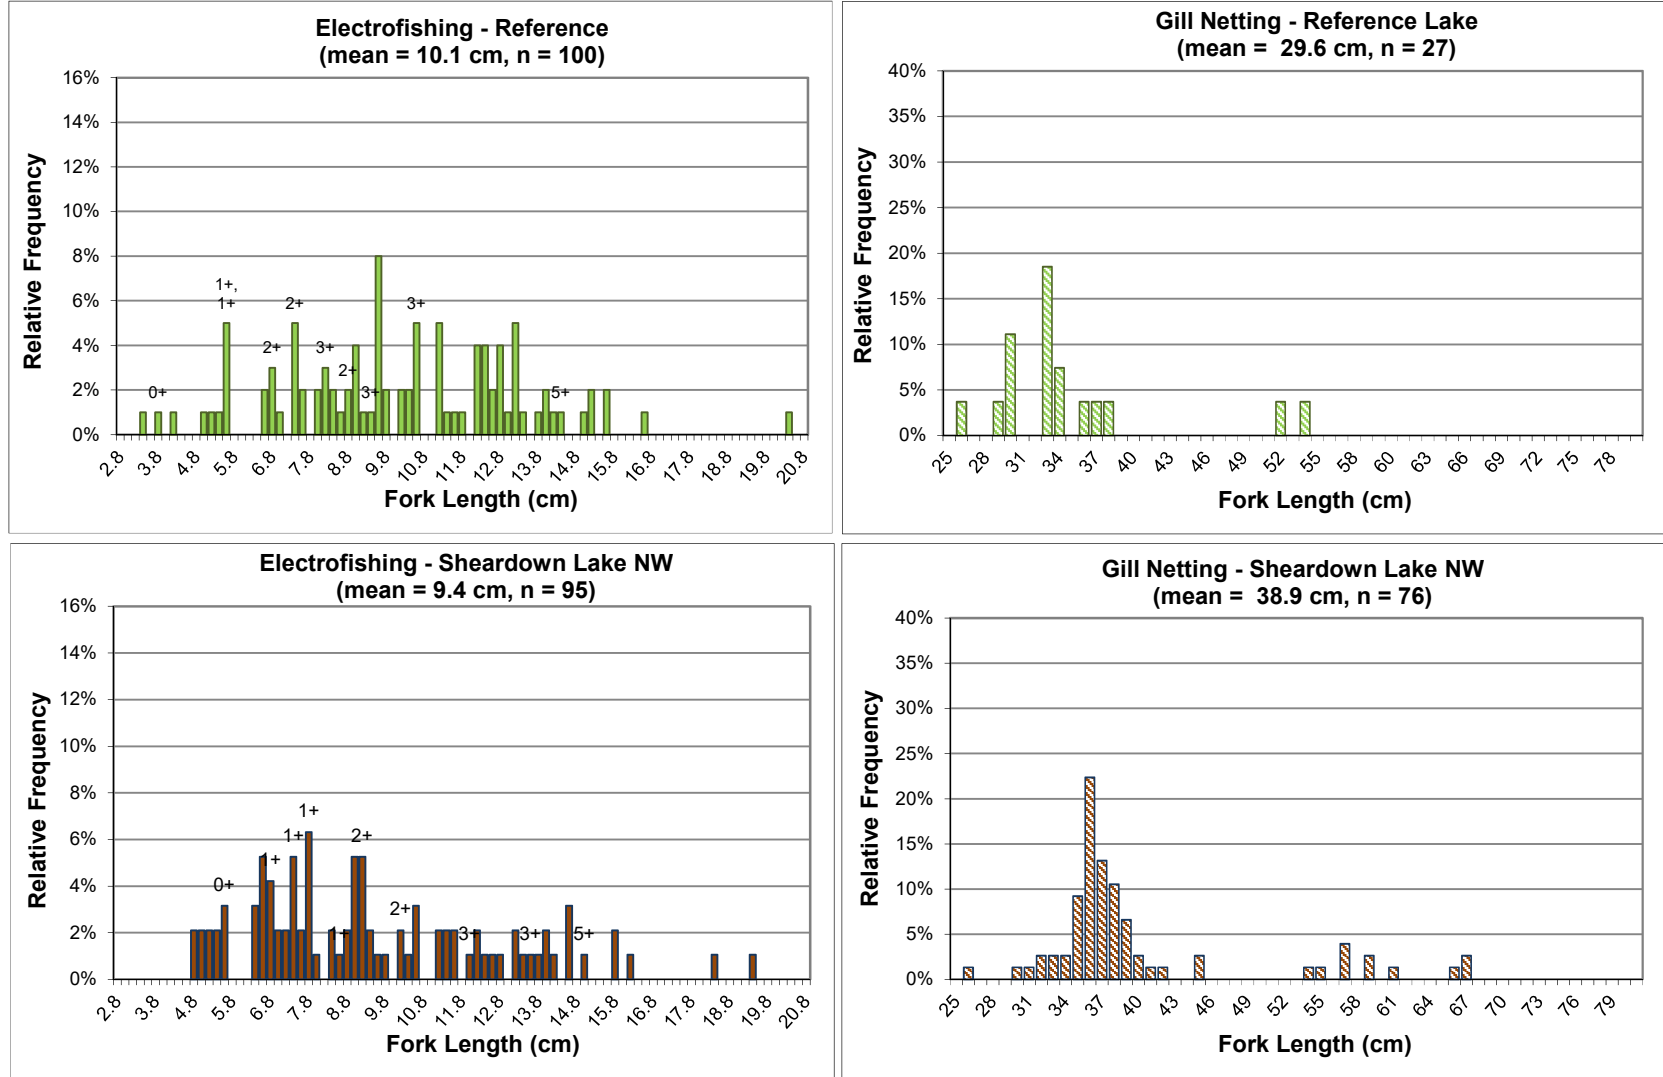 Electrofishing - Reference
(mean = 10.1 cm, n = 100)
Relative Frequency
16%
14%
12%
10%
8%
6%
4%
2%
0%
0+
1+,
1+
2+
2+
3+
2+
3+
3+
5+
2.8 3.8 4.8 5.8 6.8 7.8 8.8 9.8 10.8 11.8 12.8 13.8 14.8 15.8 16.8 17.8 18.8 19.8 20.8
Fork Length (cm)
Gill Netting - Reference Lake
(mean = 29.6 cm, n = 27)
Relative Frequency
40%
35%
30%
25%
20%
15%
10%
5%
0%
25 28 31 34 37 40 43 46 49 52 55 58 60 63 66 69 72 75 78
Fork Length (cm)
Electrofishing - Sheardown Lake NW
(mean = 9.4 cm, n = 95)
Relative Frequency
16%
14%
12%
10%
8%
6%
4%
2%
0%
0+
1+
1+
1+
1+
2+
2+
3+
3+
5+
2.8 3.8 4.8 5.8 6.8 7.8 8.8 9.8 10.8 11.8 12.8 13.8 14.8 15.8 16.8 17.8 18.8 19.8 20.8
Fork Length (cm)
Gill Netting - Sheardown Lake NW
(mean = 38.9 cm, n = 76)
Relative Frequency
40%
35%
30%
25%
20%
15%
10%
5%
0%
25 28 31 34 37 40 43 46 49 52 55 58 61 64 67 70 73 76 79
Fork Length (cm)